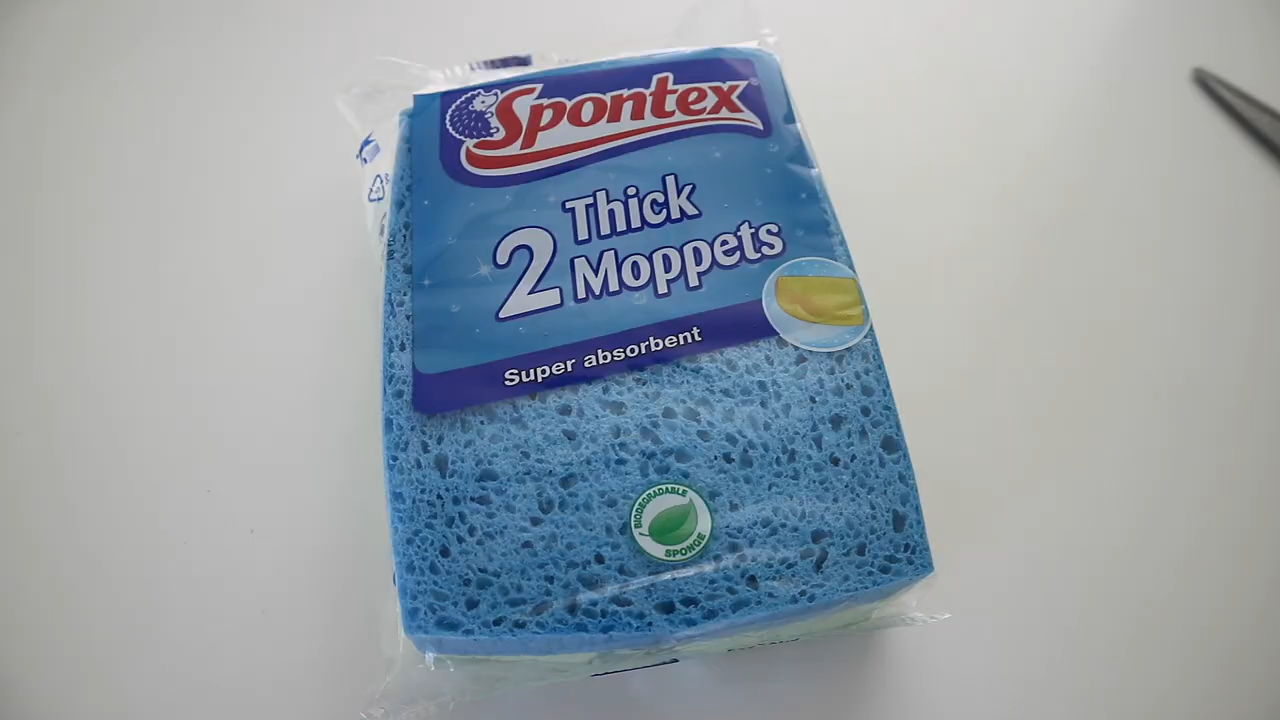 Spontex
2 Thick
Moppets
Super absorbent
BIODEGRADABLE
SPONGE